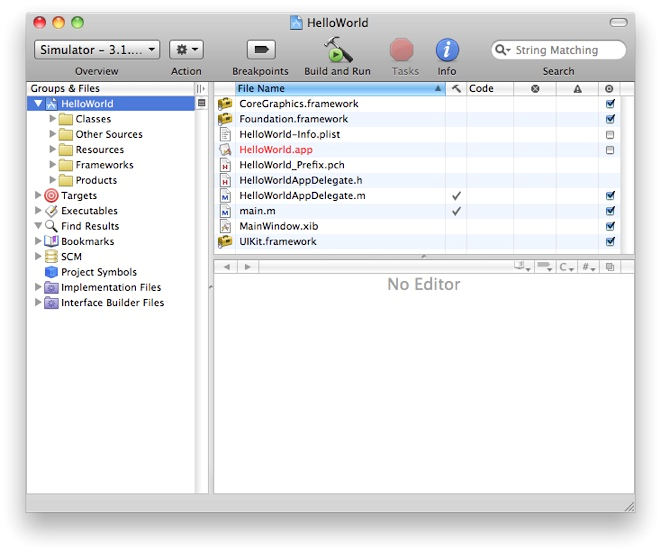 HelloWorld
Simulator - 3.1....
Overview
Action
Breakpoints
Build and Run
Tasks
Info
String Matching
Search
Groups & Files
HelloWorld
Classes
Other Sources
Resources
Frameworks
Products
Targets
Executables
Find Results
Bookmarks
SCM
Project Symbols
Implementation Files
Interface Builder Files
File Name
Code
CoreGraphics.framework
Foundation.framework
HelloWorld-Info.plist
HelloWorld.app
HelloWorld_Prefix.pch
HelloWorldAppDelegate.h
HelloWorldAppDelegate.m
main.m
MainWindow.xib
UIKit.framework
C
#
No Editor